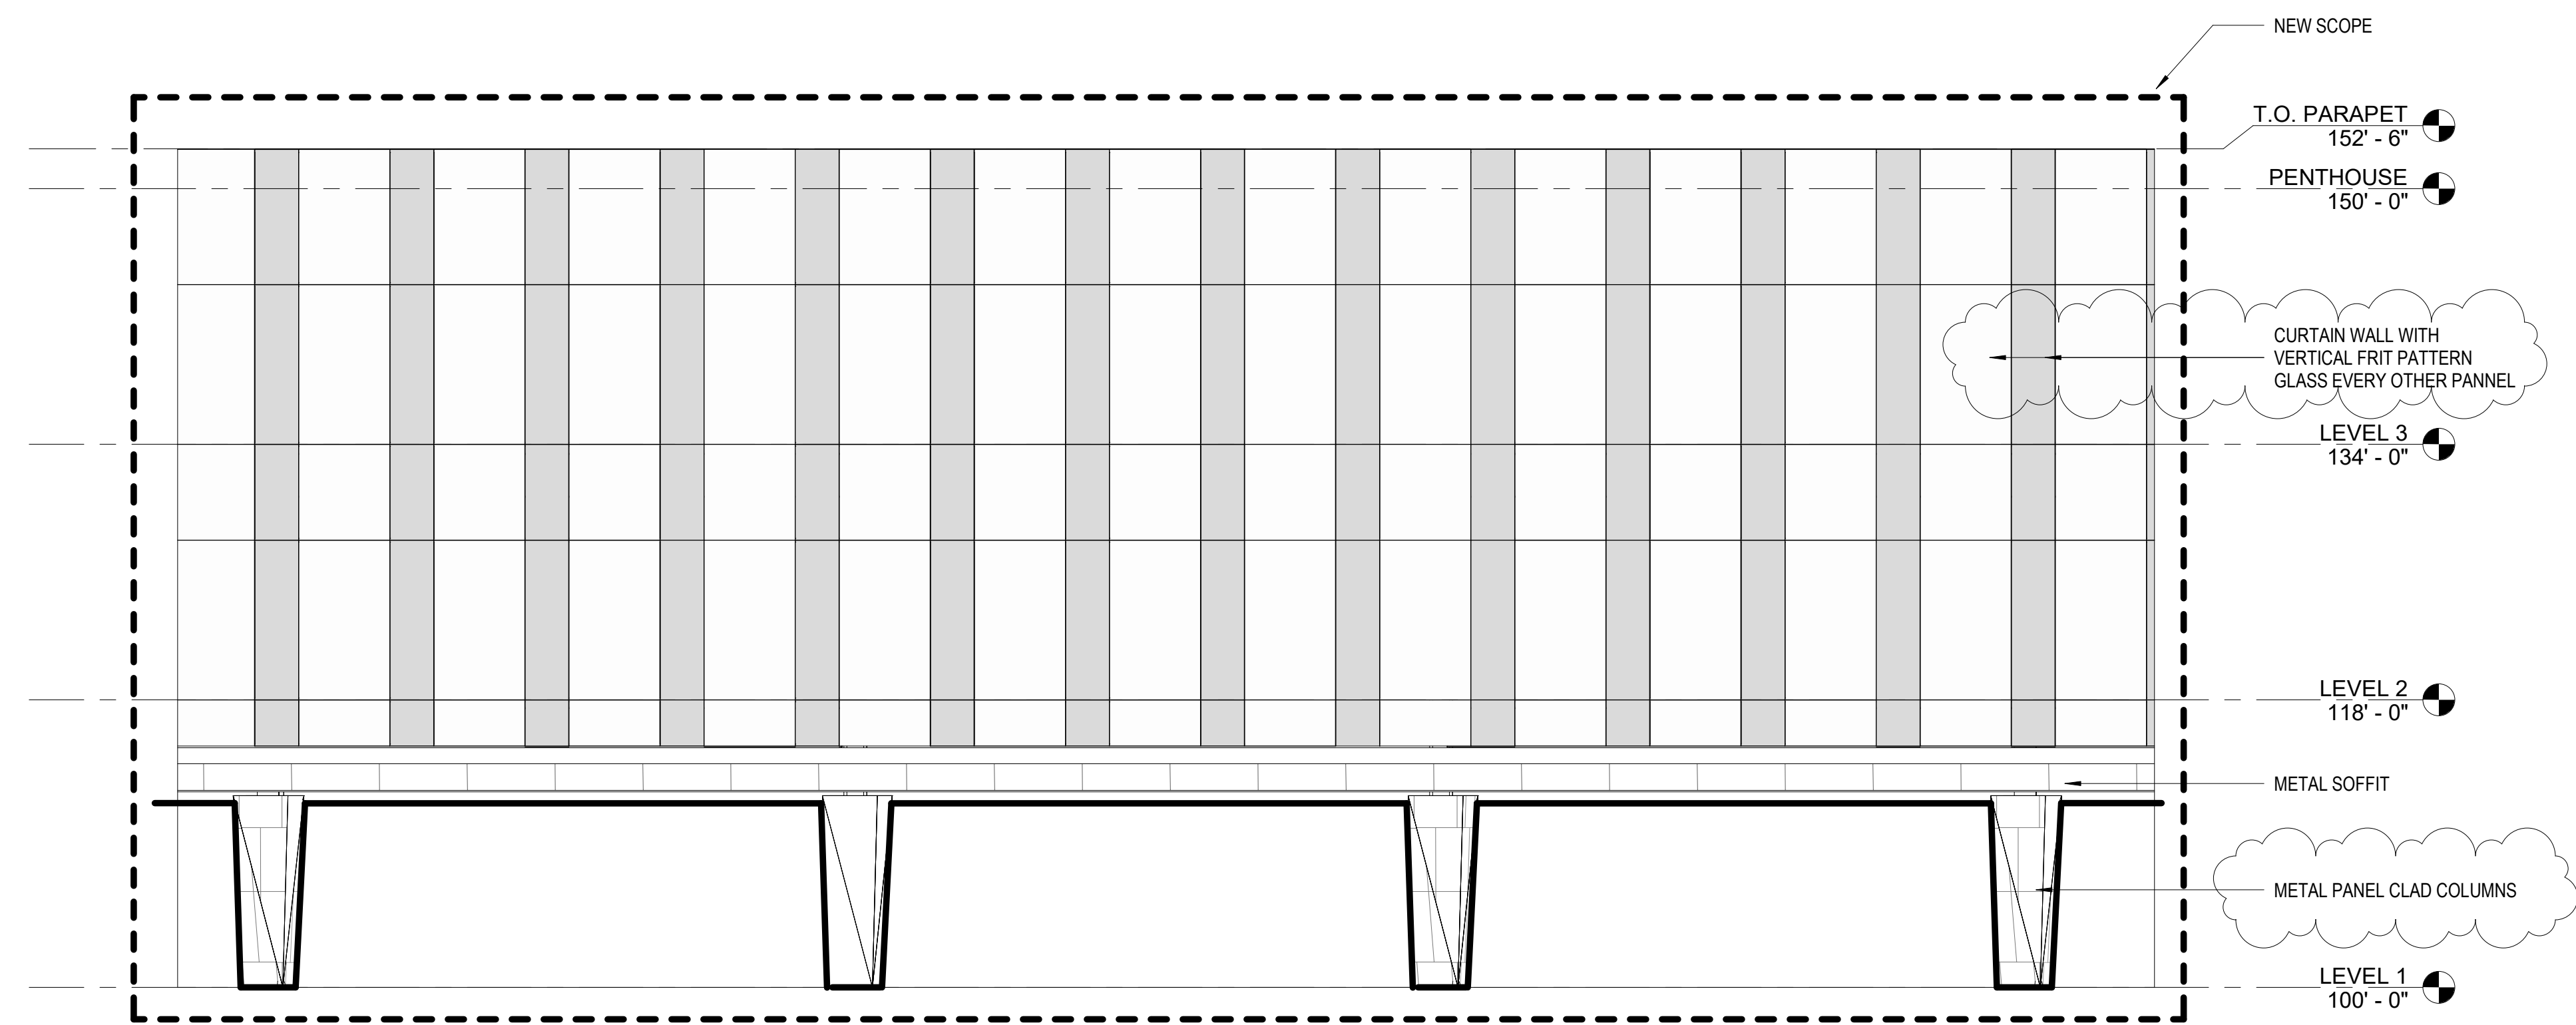 NEW SCOPE
T.O. PARAPET
152' - 6"
PENTHOUSE
150' - 0"
CURTAIN WALL WITH
VERTICAL FRIT PATTERN
GLASS EVERY OTHER PANNEL
LEVEL 3
134' - 0"
LEVEL 2
118' - 0"
METAL SOFFIT
METAL PANEL CLAD COLUMNS
LEVEL 1
100' - 0"